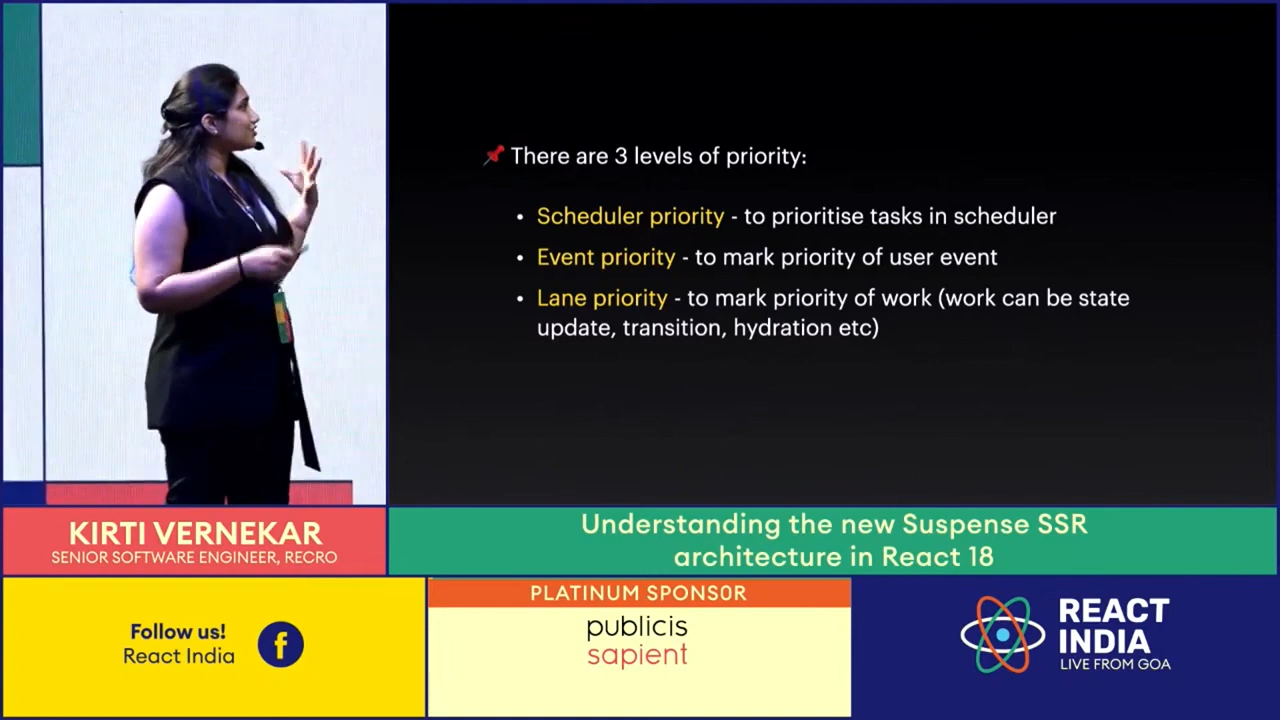 📌 There are 3 levels of priority:
• Scheduler priority - to prioritise tasks in scheduler
• Event priority - to mark priority of user event
• Lane priority - to mark priority of work (work can be state
update, transition, hydration etc)
KIRTI VERNEKAR
SENIOR SOFTWARE ENGINEER, RECRO
Understanding the new Suspense SSR
architecture in React 18
Follow us!
React India
f
PLATINUM SPONSOR
publicis
sapient
REACT
INDIA
LIVE FROM GOA